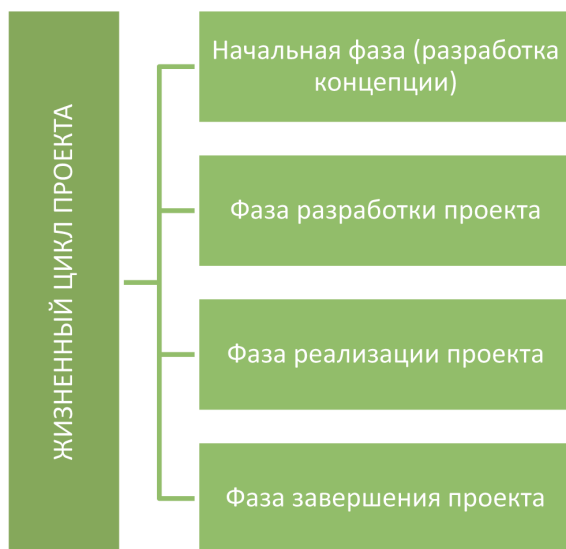 ЖИЗНЕННЫЙ ЦИКЛ ПРОЕКТА
Начальная фаза (разработка
концепции)
Фаза разработки проекта
Фаза реализации проекта
Фаза завершения проекта